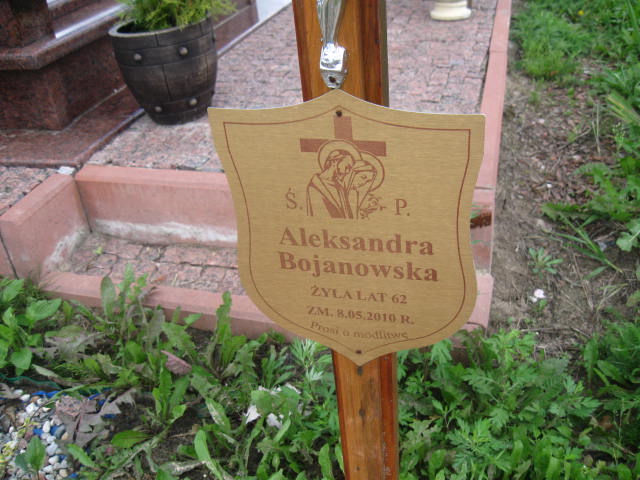 Ś. P.
Aleksandra
Bojanowska
ŻYŁA LAT 62
ZM. 8.05.2010 R.
Prosi o modlitwę